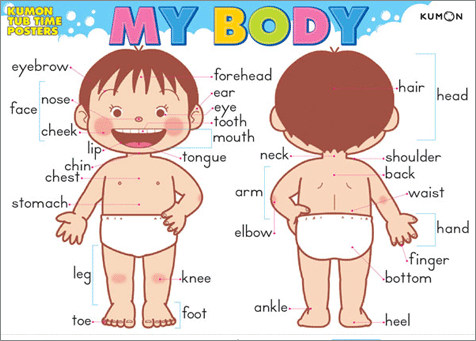 KUMON
TUB TIME
POSTERS
MY BODY
KUMON
eyebrow
face
nose
cheek
lip
chin
chest
stomach
leg
toe
forehead
ear
eye
tooth
mouth
tongue
knee
foot
neck
arm
elbow
ankle
hair
head
shoulder
back
waist
hand
finger
bottom
heel